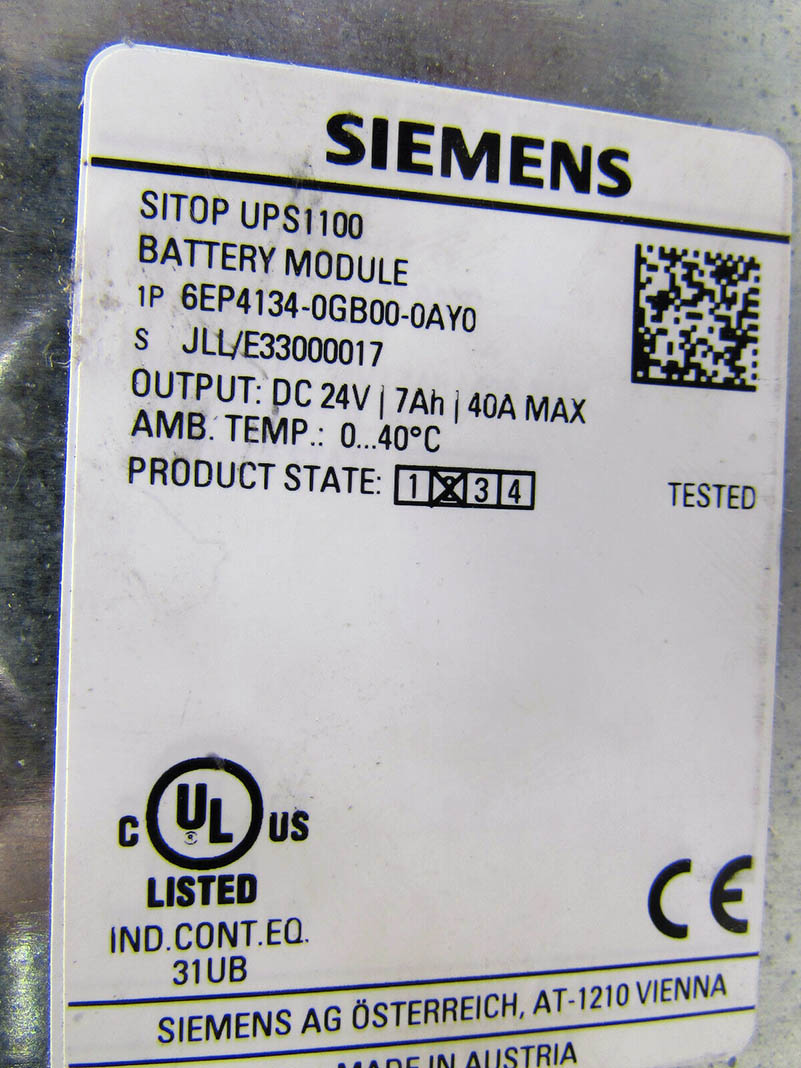 SIEMENS
SITOP UPS1100
BATTERY MODULE
1P 6EP4134-0GB00-0AY0
S JLL/E33000017
OUTPUT: DC 24V | 7Ah | 40A MAX
AMB. TEMP.: 0...40°C
PRODUCT STATE: 1 2 3 4
TESTED
C UL US
LISTED
IND.CONT.EQ.
31UB
CE
SIEMENS AG ÖSTERREICH, AT-1210 VIENNA
MADE IN AUSTRIA